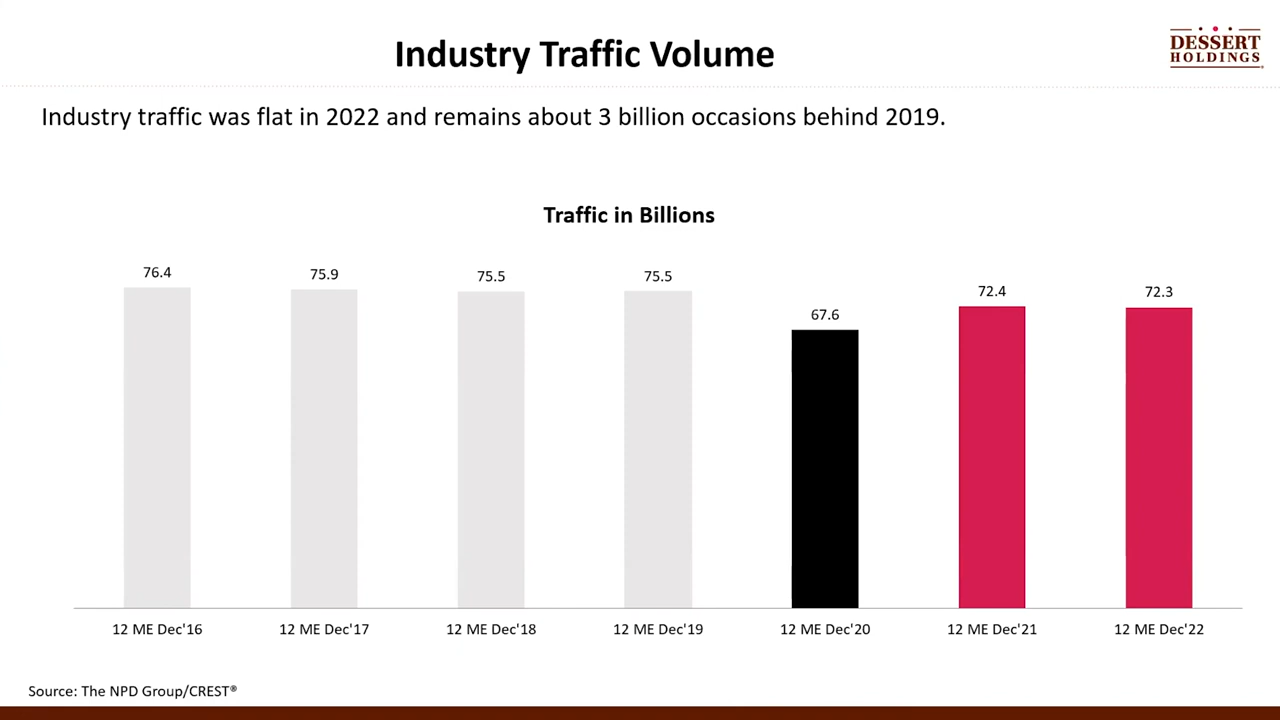 Industry Traffic Volume
DESSERT
HOLDINGS®
Industry traffic was flat in 2022 and remains about 3 billion occasions behind 2019.
Traffic in Billions
76.4
75.9
75.5
75.5
67.6
72.4
72.3
12 ME Dec'16
12 ME Dec'17
12 ME Dec'18
12 ME Dec'19
12 ME Dec'20
12 ME Dec'21
12 ME Dec'22
Source: The NPD Group/CREST®